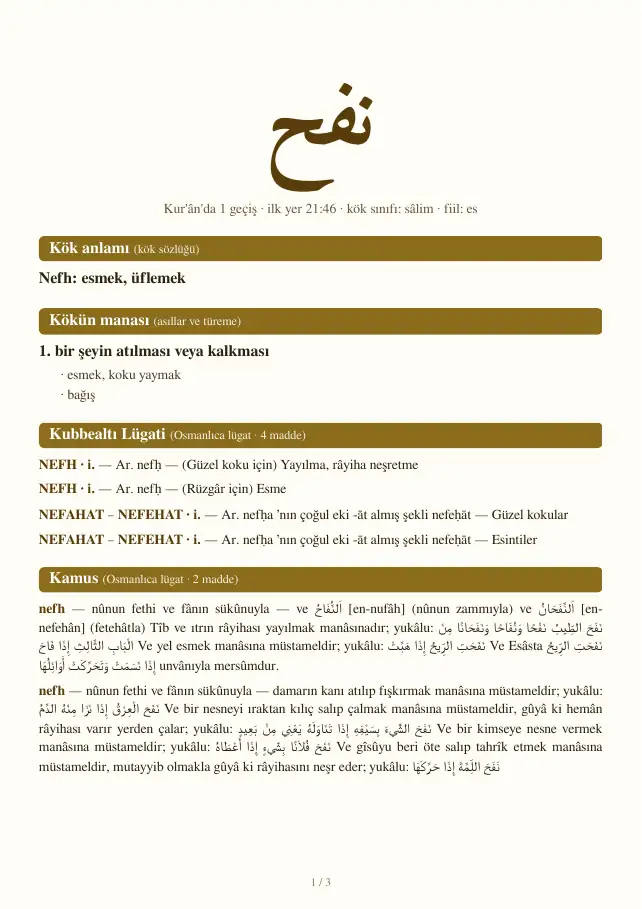 نفح
Kur'ân'da 1 geçiş · ilk yer 21:46 · kök sınıfı: sâlim · fiil: es
Kök anlamı (kök sözlüğü)
Nefh: esmek, üflemek
Kökün manası (asıllar ve türeme)
1. bir şeyin atılması veya kalkması
· esmek, koku yaymak
· bağış
Kubbealtı Lügati (Osmanlıca lügat · 4 madde)
NEFH · i. — Ar. nefḥ — (Güzel koku için) Yayılma, râyiha neşretme
NEFH · i. — Ar. nefḥ — (Rüzgâr için) Esme
NEFAHAT – NEFEHAT · i. — Ar. nefḥa 'nın çoğul eki -āt almış şekli nefeḥāt — Güzel kokular
NEFAHAT – NEFEHAT · i. — Ar. nefḥa 'nın çoğul eki -āt almış şekli nefeḥāt — Esintiler
Kamus (Osmanlıca lügat · 2 madde)
nefh — nûnun fethi ve fânın sükûnuyla — ve اَلنُّفَاحُ [en-nufâh] (nûnun zammıyla) ve اَلنَّفَحَانُ [en-
nefehân] (fetehâtla) Tîb ve ıtrın râyihası yayılmak manâsınadır; yukâlu: نَفَحَ الطِّيبُ نَفْحًا وَنُفَاحًا وَنَفَحَانًا مِنَ
الْبَابِ الثَّالِثِ إِذَا فَاحَ Ve yel esmek manâsına müstameldir; yukâlu: نَفَحَتِ الرِّيحُ إِذَا هَبَّتْ Ve Esâsta نَفَحَتِ الرِّيحُ
إِذَا نَسَمَتْ وَتَحَرَّكَتْ أَوَائِلُهَا unvânıyla mersûmdur.
nefh — nûnun fethi ve fânın sükûnuyla — damarın kanı atılıp fışkırmak manâsına müstameldir; yukâlu:
نَفَحَ الْعِرْقُ إِذَا نَزَا مِنْهُ الدَّمُ Ve bir nesneyi ıraktan kılıç salıp çalmak manâsına müstameldir, gûyâ ki hemân
râyihası varır yerden çalar; yukâlu: نَفَحَ الشَّيْءَ بِسَيْفِهِ إِذَا تَنَاوَلَهُ يَعْنِي مِنْ بَعِيدٍ Ve bir kimseye nesne vermek
manâsına müstameldir; yukâlu: نَفَحَ فُلَانًا بِشَيْءٍ إِذَا أَعْطَاهُ Ve gîsûyu beri öte salıp tahrîk etmek manâsına
müstameldir, mutayyib olmakla gûyâ ki râyihasını neşr eder; yukâlu: نَفَحَ اللِّمَّةَ إِذَا حَرَّكَهَا
1 / 3